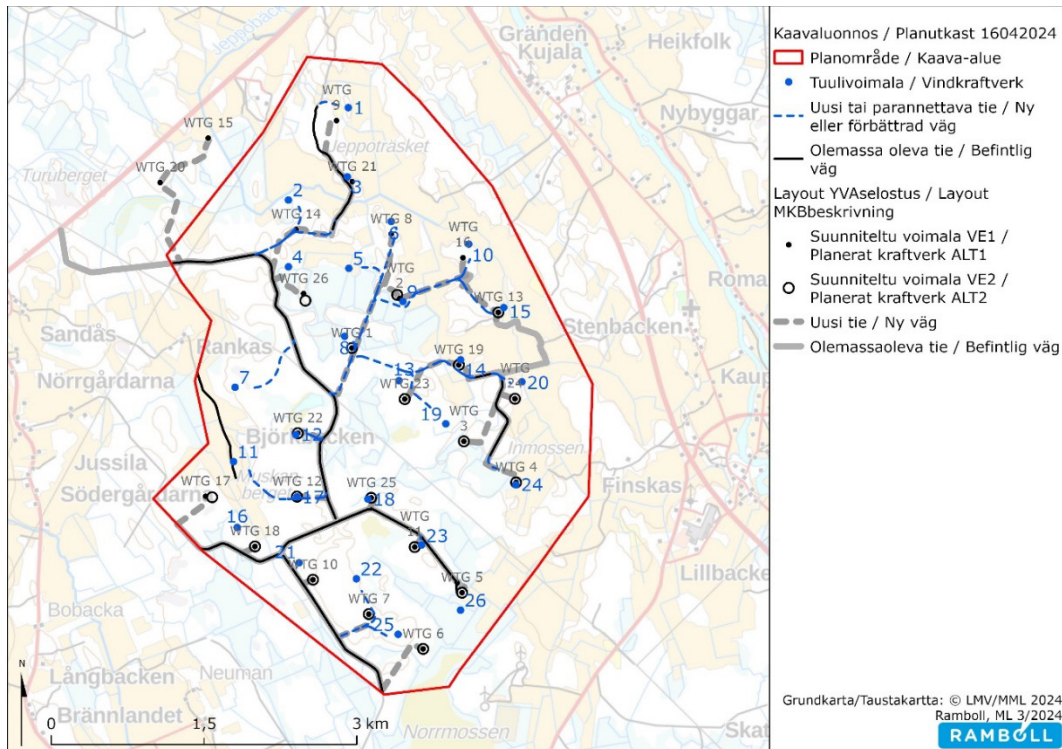 Gränden
Kujala
Heikfolk
Nybyggar
Jeppoträsket
Turuberget
WTG
9
1
WTG 15
WTG 20
WTG 21
3
2
WTG 14
WTG 8
6
WTG
16
10
4
5
WTG 26
WTG
2
9
WTG 13
15
Roma
Stenbäcken
Sandås
Rankas
WTG 1
8
WTG 19
14
Nörrgårdarna
7
13
WTG 23
WTG
24
20
Kaup
19
WTG
3
WTG 22
12
Björkbacken
Inmossen
Jussila
11
WTG 17
Södergårdarna
WTG 12
17
WTG 25
18
WTG 4
24
Finskas
16
WTG 18
WTG
11
23
21
WTG 10
22
WTG 5
26
Lillbacke
Bobacka
WTG 7
25
WTG 6
Långbacken
Neuman
Brännlandet
Norrmossen
Skat
N
0
1,5
3 km
Kaavaluonnos / Planutkast 16042024
Planområde / Kaava-alue
Tuulivoimala / Vindkraftverk
Uusi tai parannettava tie / Ny
eller förbättrad väg
Olemassa oleva tie / Befintlig
väg
Layout YVAselostus / Layout
MKBbeskrivning
Suunniteltu voimala VE1 /
Planerat kraftverk ALT1
Suunniteltu voimala VE2 /
Planerat kraftverk ALT2
Uusi tie / Ny väg
Olemassaoleva tie / Befintlig
väg
Grundkarta/Taustakartta: © LMV/MML 2024
Ramboll, ML 3/2024
RAMBOLL